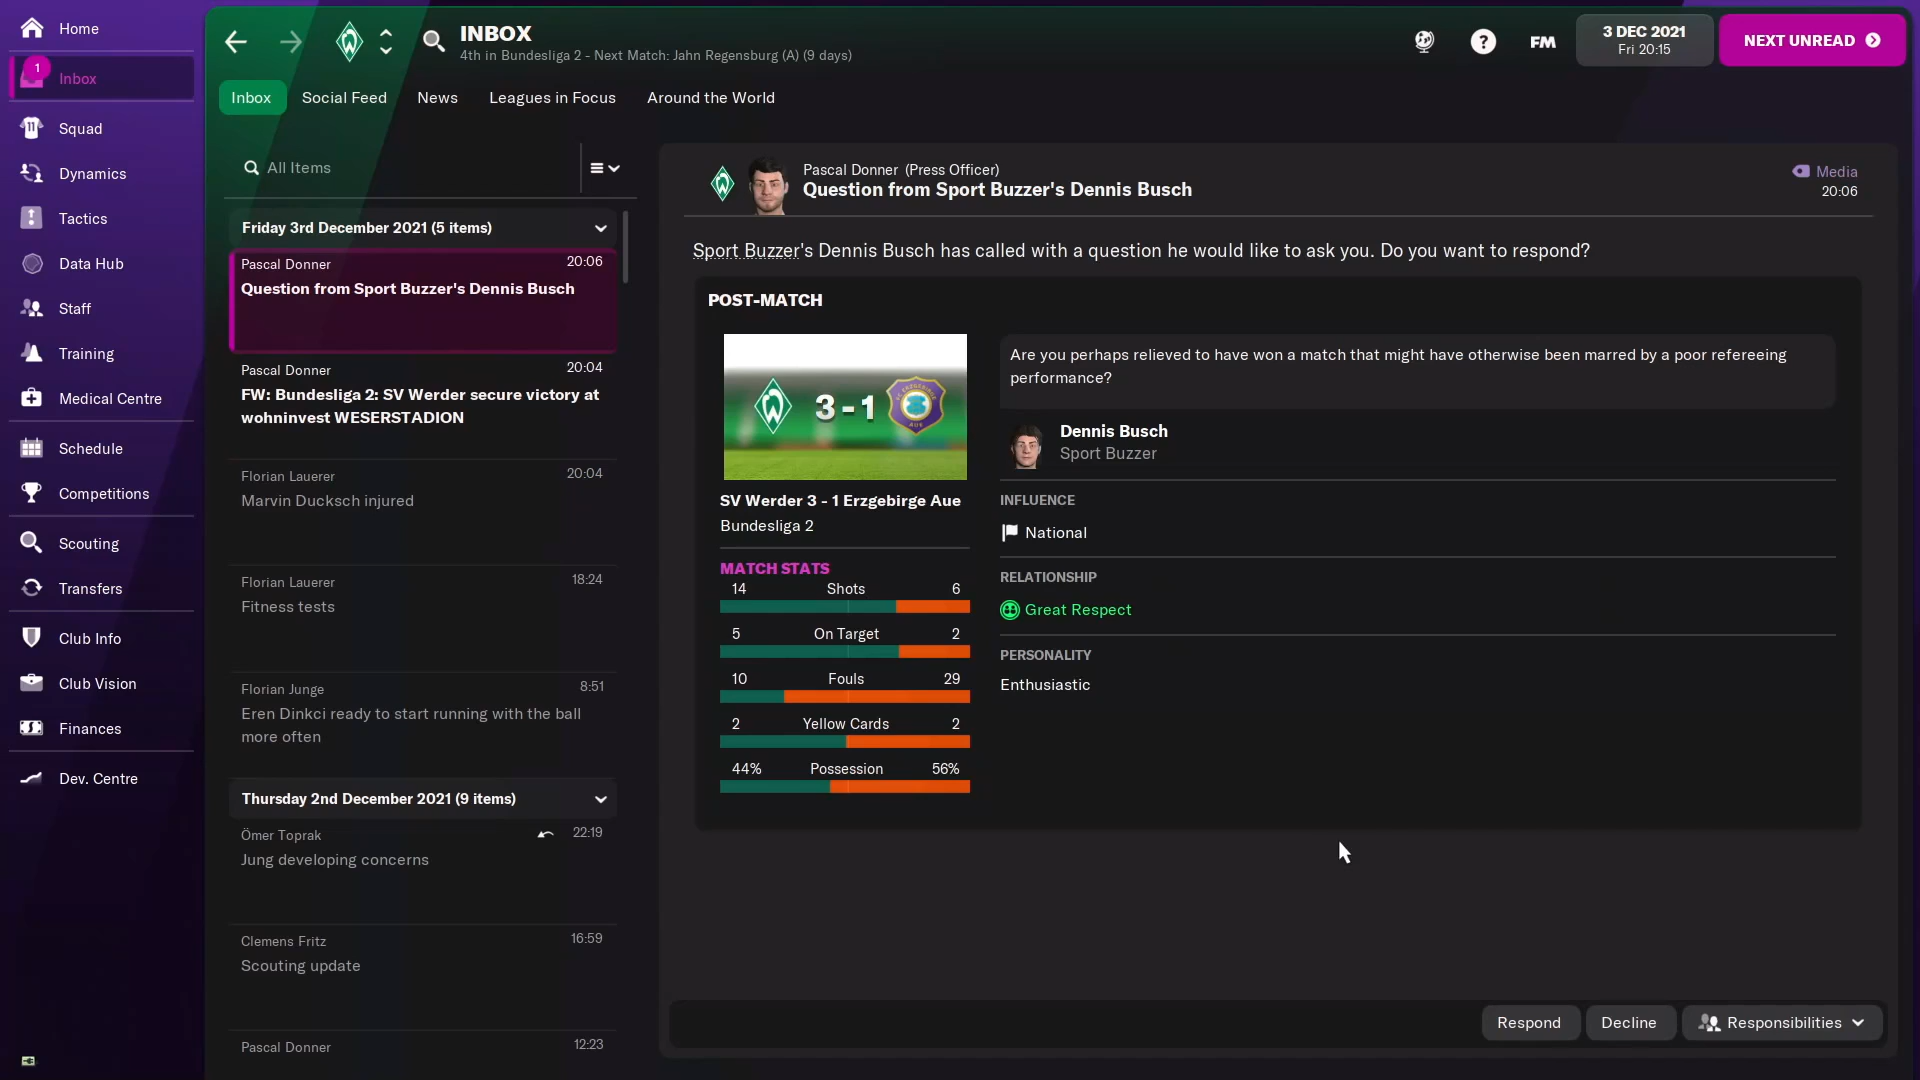 Home
1
Inbox
Squad
Dynamics
Tactics
Data Hub
Staff
Training
Medical Centre
Schedule
Competitions
Scouting
Transfers
Club Info
Club Vision
Finances
Dev. Centre
INBOX
4th in Bundesliga 2 - Next Match: Jahn Regensburg (A) (9 days)
?
FM
3 DEC 2021
Fri 20:15
NEXT UNREAD
Inbox
Social Feed
News
Leagues in Focus
Around the World
All Items
Friday 3rd December 2021 (5 items)
Pascal Donner 20:06
Question from Sport Buzzer's Dennis Busch
Pascal Donner 20:04
FW: Bundesliga 2: SV Werder secure victory at
wohninvest WESERSTADION
Florian Lauerer 20:04
Marvin Ducksch injured
Florian Lauerer 18:24
Fitness tests
Florian Junge 8:51
Eren Dinkci ready to start running with the ball
more often
Thursday 2nd December 2021 (9 items)
Ömer Toprak 22:19
Jung developing concerns
Clemens Fritz 16:59
Scouting update
Pascal Donner 12:23
Pascal Donner (Press Officer)
Question from Sport Buzzer's Dennis Busch
Media
20:06
Sport Buzzer's Dennis Busch has called with a question he would like to ask you. Do you want to respond?
POST-MATCH
3 - 1
AUE
SV Werder 3 - 1 Erzgebirge Aue
Bundesliga 2
MATCH STATS
14 Shots 6
5 On Target 2
10 Fouls 29
2 Yellow Cards 2
44% Possession 56%
Are you perhaps relieved to have won a match that might have otherwise been marred by a poor refereeing
performance?
Dennis Busch
Sport Buzzer
INFLUENCE
National
RELATIONSHIP
Great Respect
PERSONALITY
Enthusiastic
Respond
Decline
Responsibilities